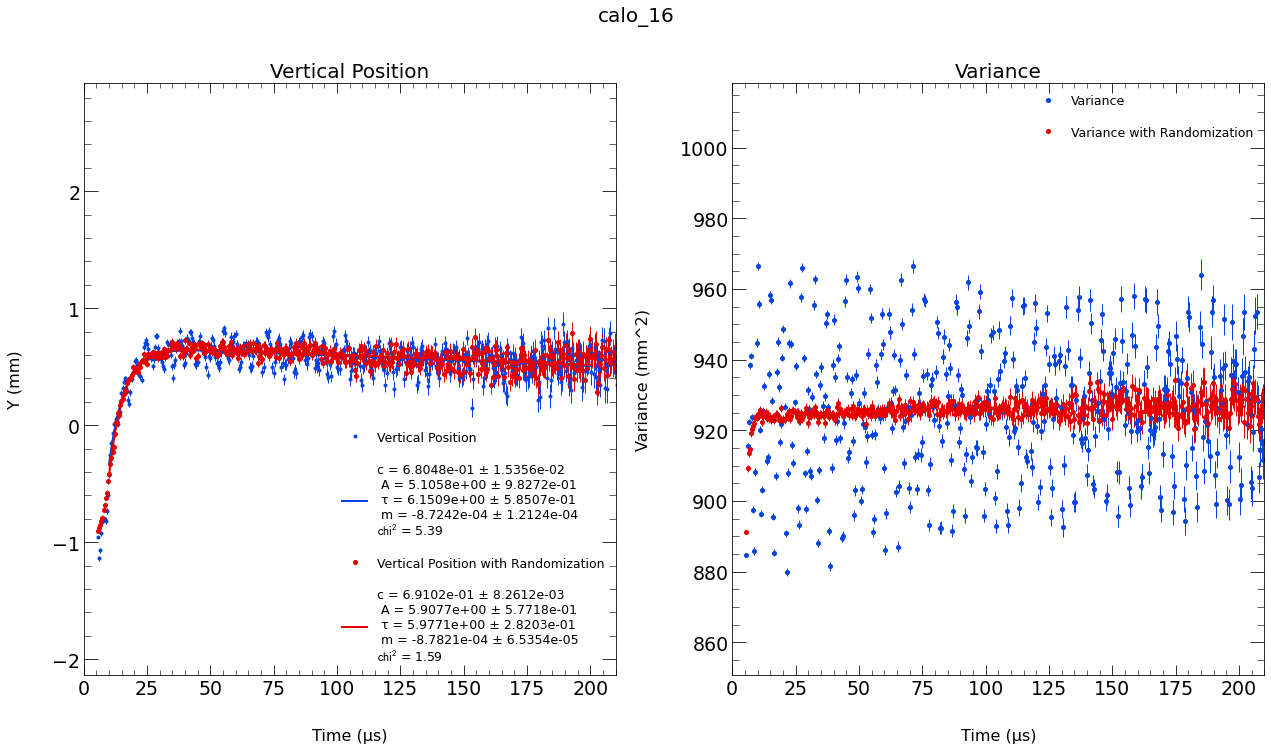 calo_16
Vertical Position
Y (mm)
2
1
0
−1
−2
Vertical Position
c = 6.8048e-01 ± 1.5356e-02
A = 5.1058e+00 ± 9.8272e-01
τ = 6.1509e+00 ± 5.8507e-01
m = -8.7242e-04 ± 1.2124e-04
chi² = 5.39
Vertical Position with Randomization
c = 6.9102e-01 ± 8.2612e-03
A = 5.9077e+00 ± 5.7718e-01
τ = 5.9771e+00 ± 2.8203e-01
m = -8.7821e-04 ± 6.5354e-05
chi² = 1.59
0 25 50 75 100 125 150 175 200
Time (μs)
Variance
Variance (mm^2)
Variance
Variance with Randomization
1000
980
960
940
920
900
880
860
0 25 50 75 100 125 150 175 200
Time (μs)